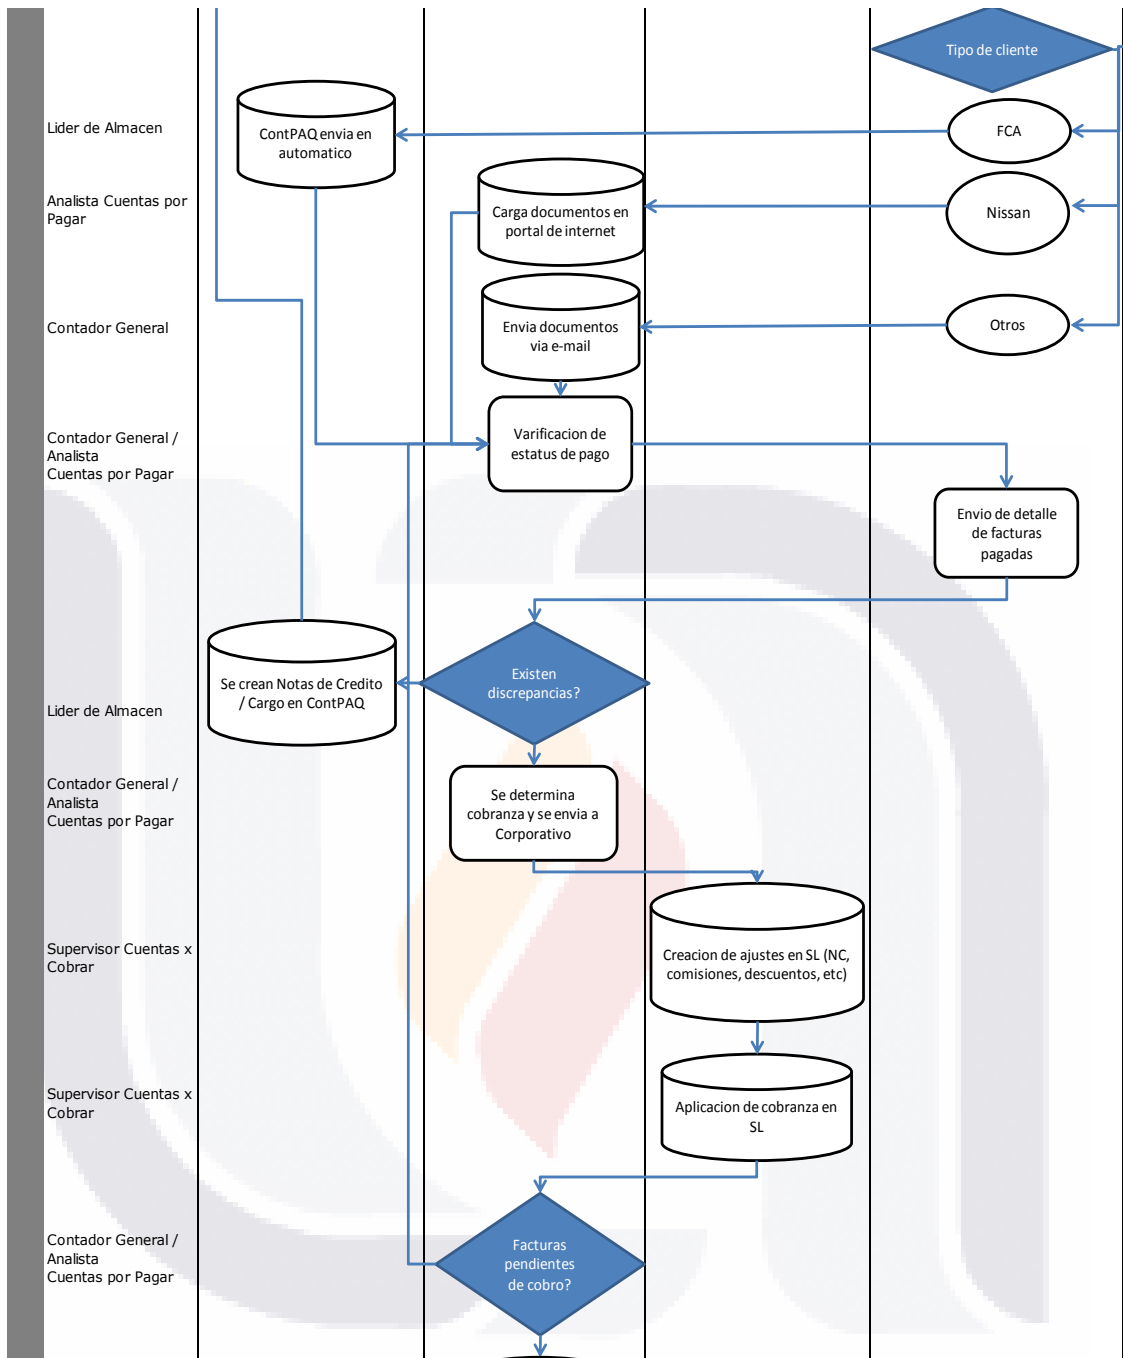 Tipo de cliente
Lider de Almacen
ContPAQ envia en
automatico
FCA
Analista Cuentas por
Pagar
Carga documentos en
portal de internet
Nissan
Contador General
Envia documentos
via e-mail
Otros
Contador General /
Analista
Cuentas por Pagar
Varificacion de
estatus de pago
Envio de detalle
de facturas
pagadas
Lider de Almacen
Se crean Notas de Credito
/ Cargo en ContPAQ
Existen
discrepancias?
Contador General /
Analista
Cuentas por Pagar
Se determina
cobranza y se envia a
Corporativo
Supervisor Cuentas x
Cobrar
Creacion de ajustes en SL (NC,
comisiones, descuentos, etc)
Supervisor Cuentas x
Cobrar
Aplicacion de cobranza en
SL
Contador General /
Analista
Cuentas por Pagar
Facturas
pendientes
de cobro?